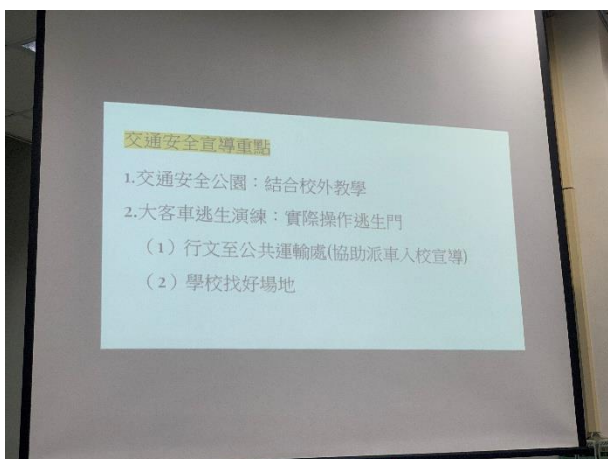 交通安全宣導重點
1.交通安全公園：結合校外教學
2.大客車逃生演練：實際操作逃生門
（1）行文至公共運輸處(協助派車入校宣導)
（2）學校找好場地